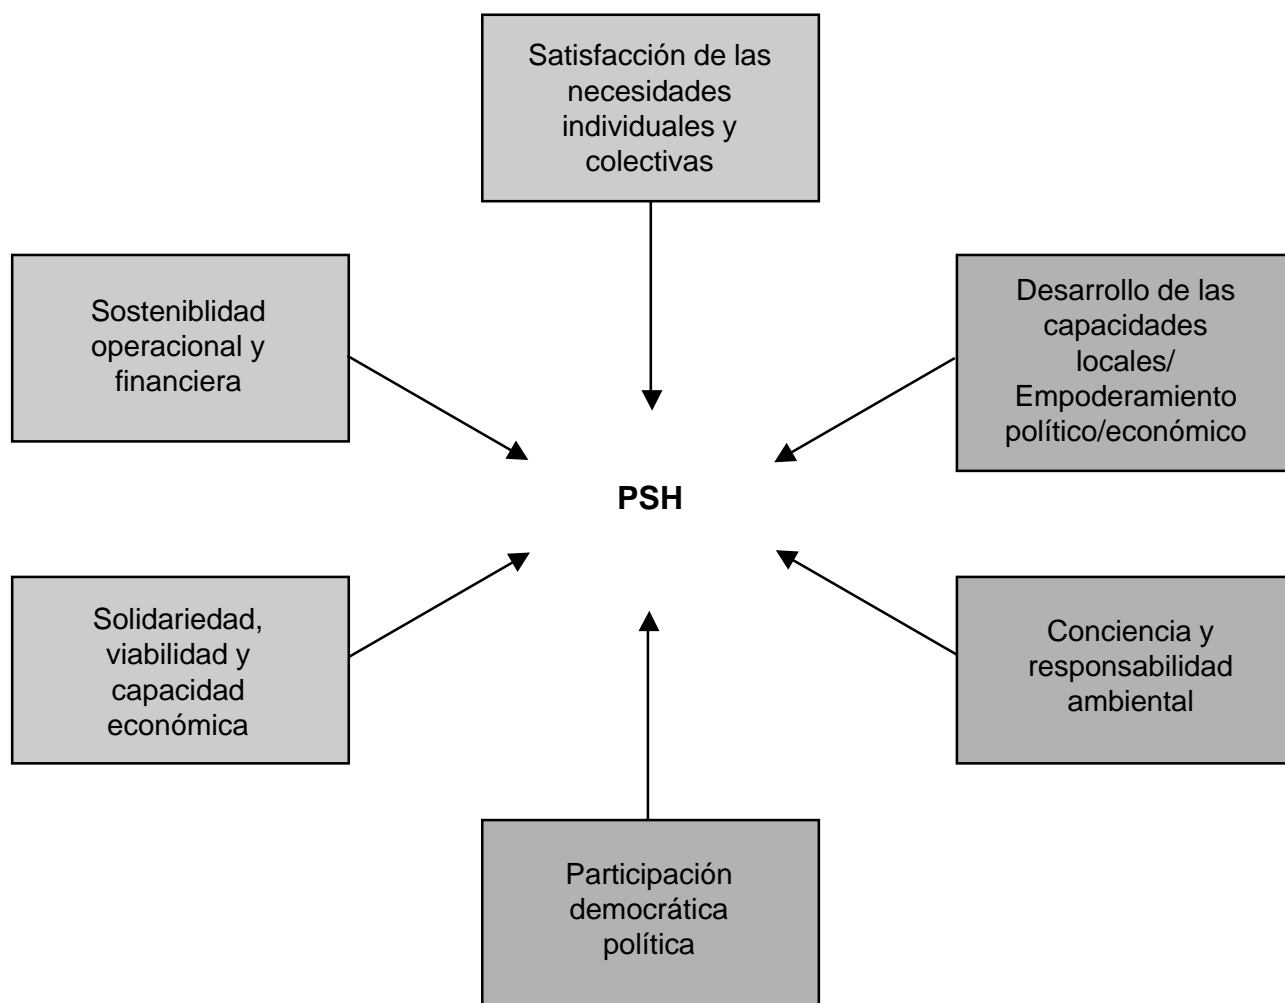 Satisfacción de las
necesidades
individuales y
colectivas
Sosteniblidad
operacional y
financiera
Desarrollo de las
capacidades
locales/
Empoderamiento
político/económico
PSH
Solidariedad,
viabilidad y
capacidad
económica
Conciencia y
responsabilidad
ambiental
Participación
democrática
política